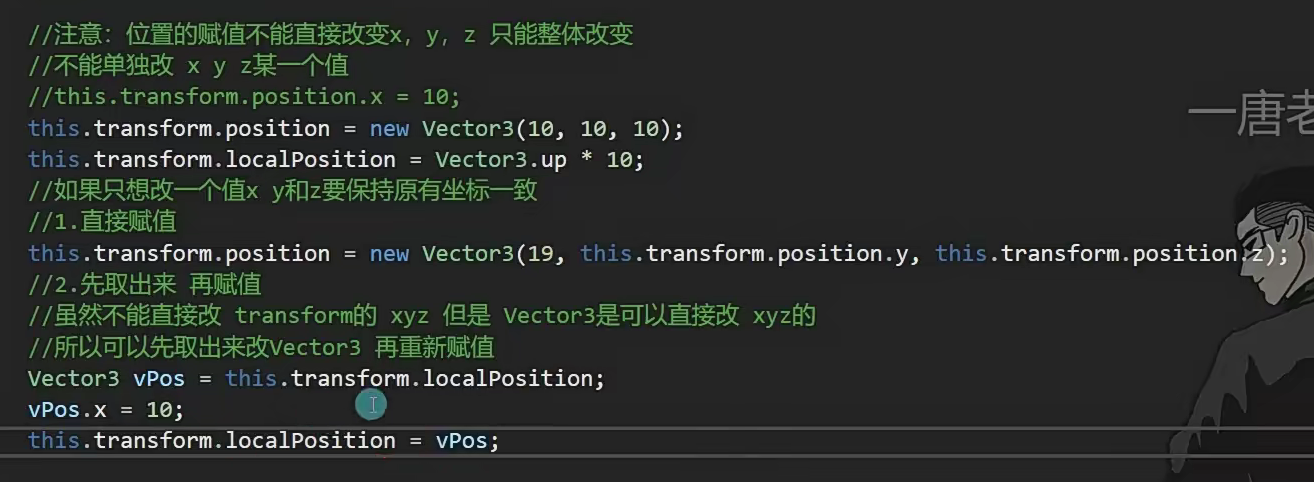 //注意：位置的赋值不能直接改变x，y，z 只能整体改变
//不能单独改 x y z某一个值
//this.transform.position.x = 10;
this.transform.position = new Vector3(10, 10, 10);
this.transform.localPosition = Vector3.up * 10;
//如果只想改一个值x y和z要保持原有坐标一致
//1.直接赋值
this.transform.position = new Vector3(19, this.transform.position.y, this.transform.position.z);
//2.先取出来 再赋值
//虽然不能直接改 transform的 xyz 但是 Vector3是可以直接改 xyz的
//所以可以先取出来改Vector3 再重新赋值
Vector3 vPos = this.transform.localPosition;
vPos.x = 10;
this.transform.localPosition = vPos;
一唐老